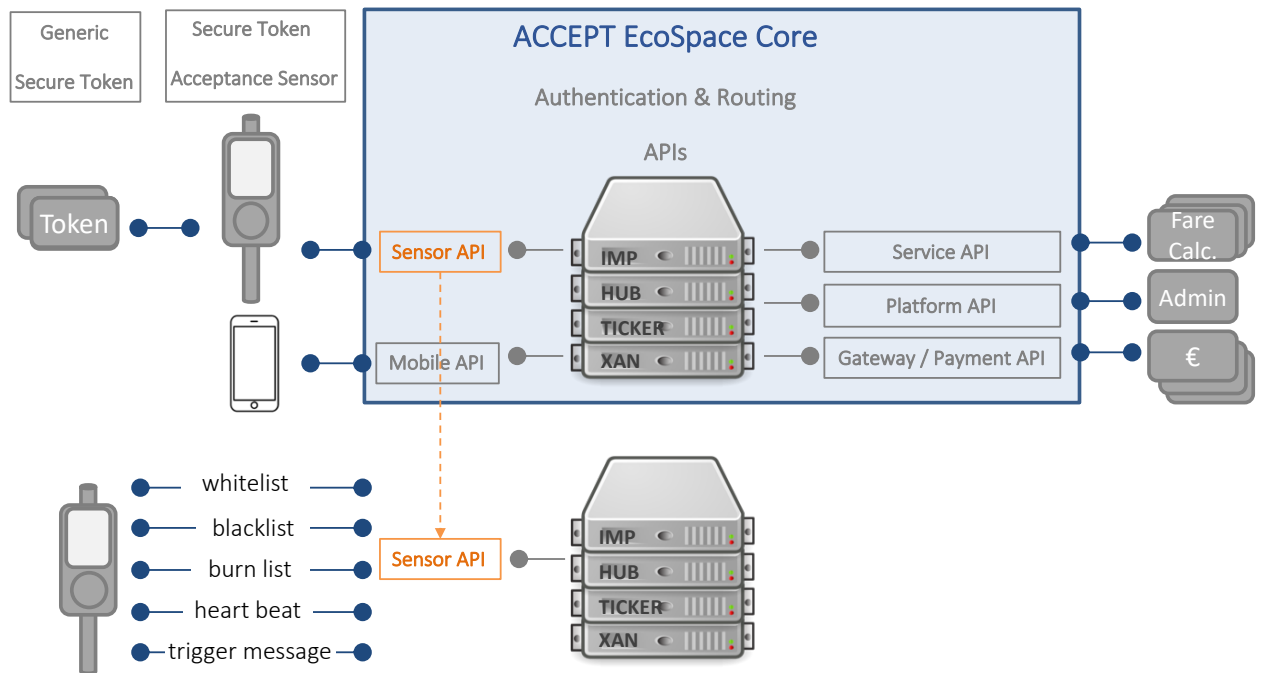 Generic
Secure Token
Secure Token
Acceptance Sensor
ACCEPT EcoSpace Core
Authentication & Routing
APIs
Token
Sensor API
Mobile API
IMP
HUB
TICKER
XAN
Service API
Platform API
Gateway / Payment API
Fare
Calc.
Admin
€
whitelist
blacklist
burn list
heart beat
trigger message
Sensor API
IMP
HUB
TICKER
XAN